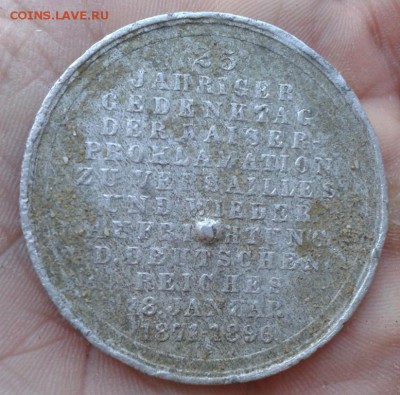 COINS.LAVE.RU
25
JÄHRIGER
GEDENKTAG
DER KAISER-
PROKLAMATION
ZU VERSAILLES
UND WIEDER
AUFRICHTUNG
D. DEUTSCHEN
REICHES
18. JANUAR
1871-1896